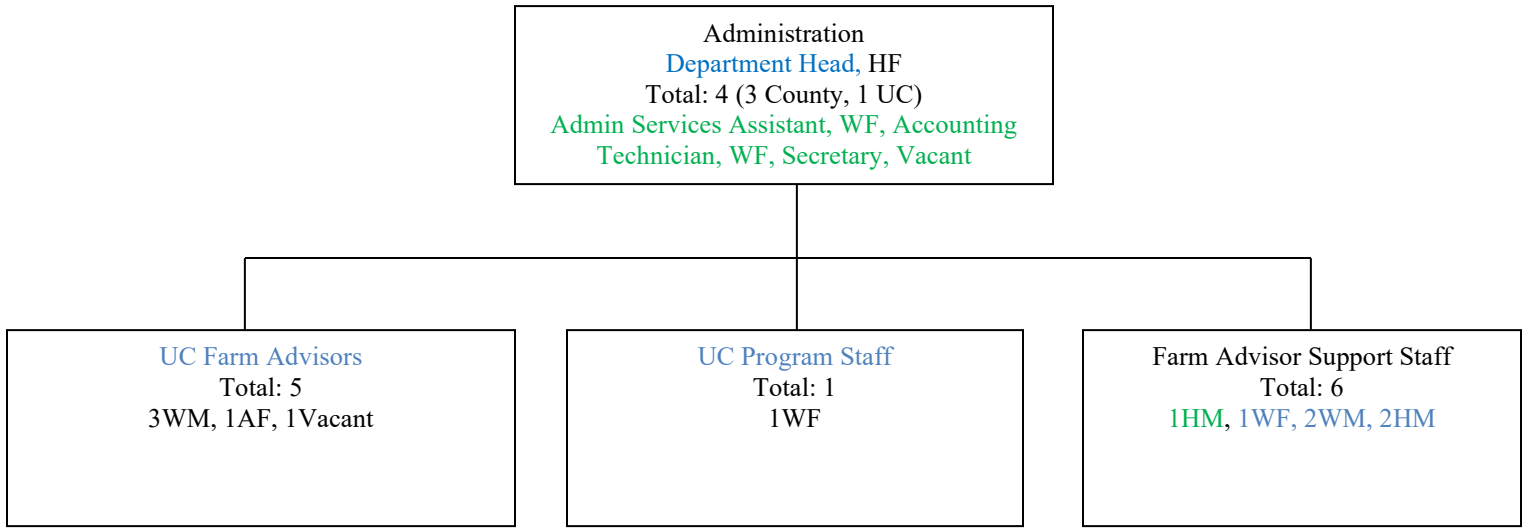 Administration
Department Head, HF
Total: 4 (3 County, 1 UC)
Admin Services Assistant, WF, Accounting
Technician, WF, Secretary, Vacant
UC Farm Advisors
Total: 5
3WM, 1AF, 1Vacant
UC Program Staff
Total: 1
1WF
Farm Advisor Support Staff
Total: 6
1HM, 1WF, 2WM, 2HM